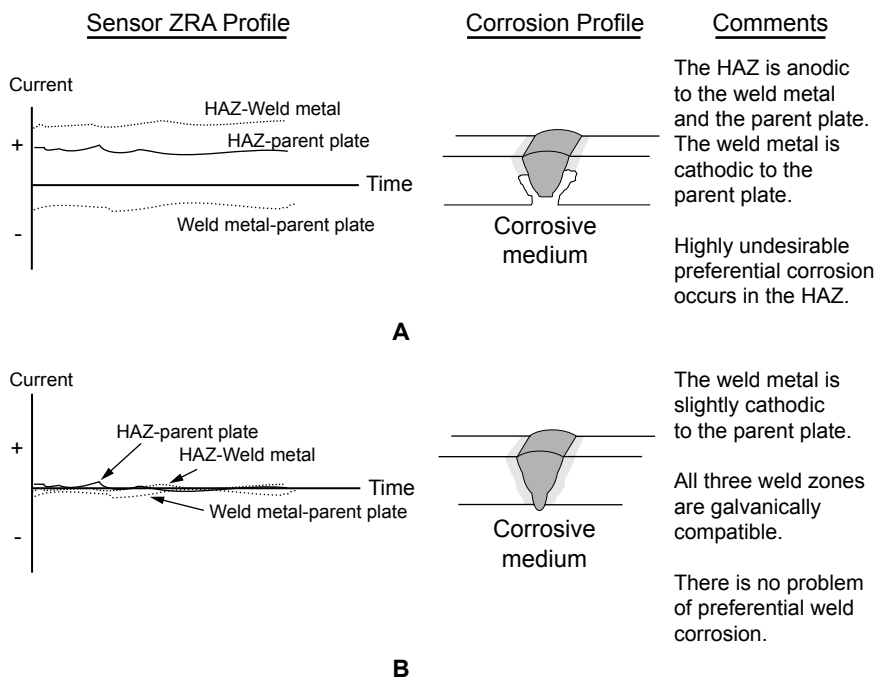 Sensor ZRA Profile
Corrosion Profile
Comments
Current
+
-
HAZ-Weld metal
HAZ-parent plate
Time
Weld metal-parent plate
Corrosive
medium
The HAZ is anodic
to the weld metal
and the parent plate.
The weld metal is
cathodic to the
parent plate.
Highly undesirable
preferential corrosion
occurs in the HAZ.
A
Current
+
-
HAZ-parent plate
HAZ-Weld metal
Time
Weld metal-parent plate
Corrosive
medium
The weld metal is
slightly cathodic
to the parent plate.
All three weld zones
are galvanically
compatible.
There is no problem
of preferential weld
corrosion.
B